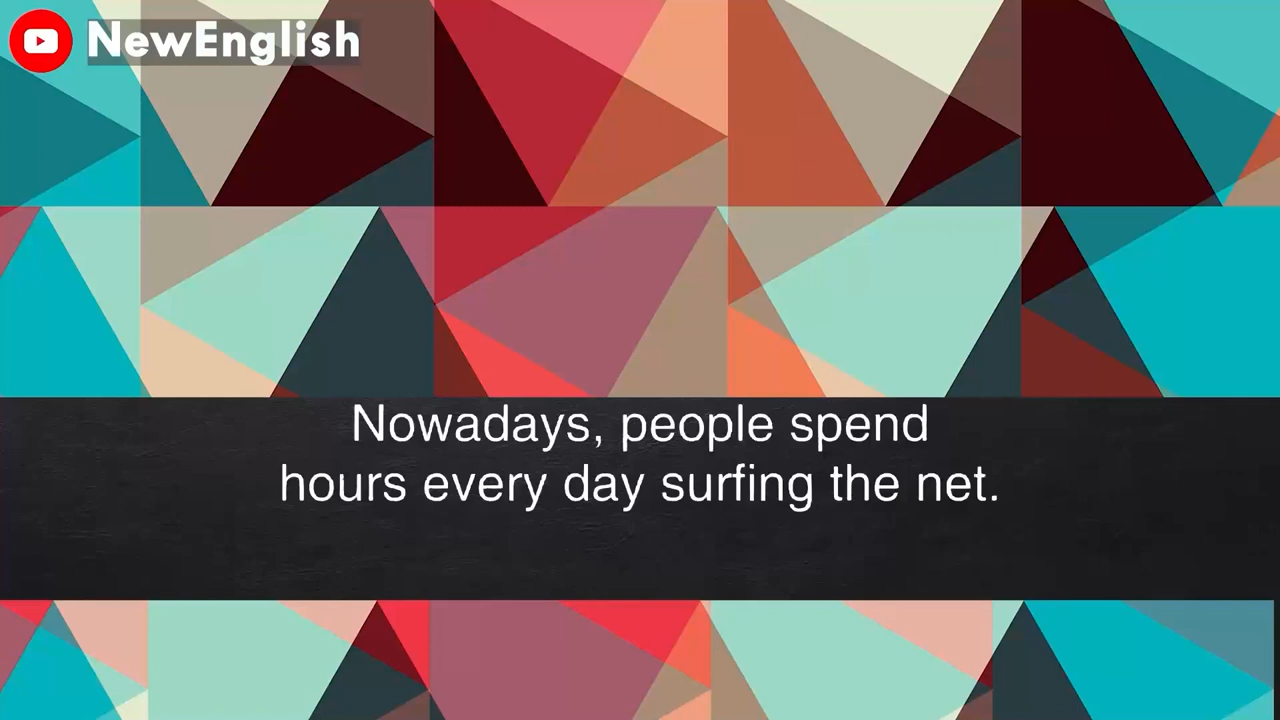 NewEnglish
Nowadays, people spend
hours every day surfing the net.